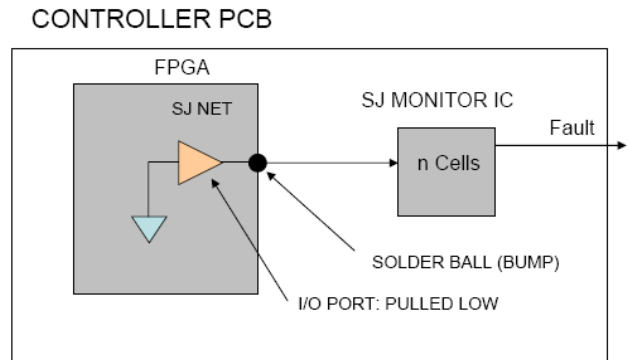 CONTROLLER PCB
FPGA
SJ NET
SJ MONITOR IC
Fault
n Cells
SOLDER BALL (BUMP)
I/O PORT: PULLED LOW